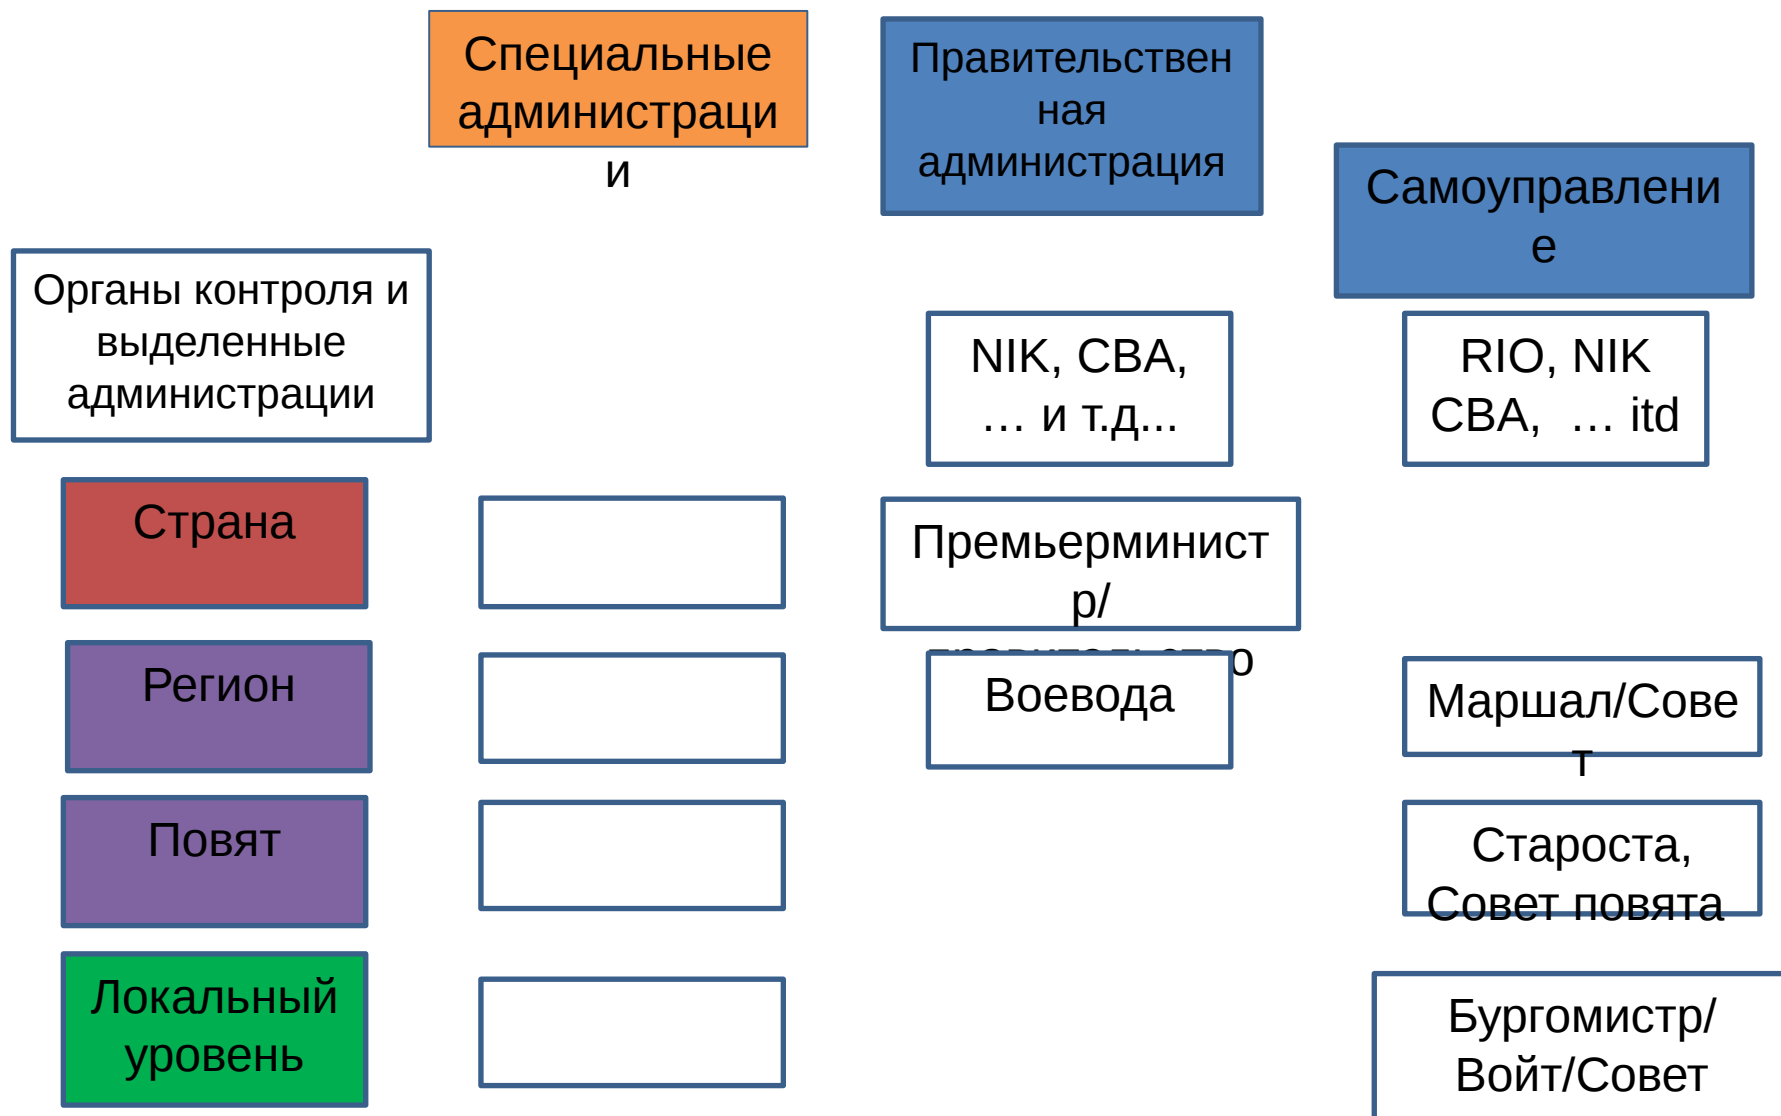 Специальные
администраци
и
Правительствен
ная
администрация
Самоуправлени
е
Органы контроля и
выделенные
администрации
NIK, CBA,
… и т.д...
RIO, NIK
CBA, … itd
Страна
Премьерминист
р/
правительство
Регион
Воевода
Маршал/Сове
т
Повят
Староста,
Совет повята
Локальный
уровень
Бургомистр/
Войт/Совет